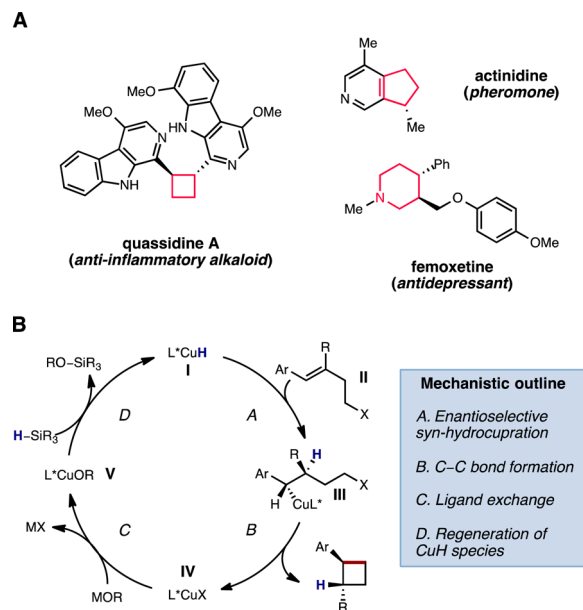 A
MeO
MeO
OMe
HN
N
N
NH
quassidine A
(anti-inflammatory alkaloid)
Me
N
Me
actinidine
(pheromone)
Ph
N
Me
O
OMe
femoxetine
(antidepressant)
B
L*CuH
I
RO–SiR3
H–SiR3
D
A
R
Ar
II
X
L*CuOR V
R H
Ar
X
H CuL* III
MX
C
B
MOR
IV
L*CuX
Ar
H
R
Mechanistic outline
A. Enantioselective
syn-hydrocupration
B. C–C bond formation
C. Ligand exchange
D. Regeneration of
CuH species